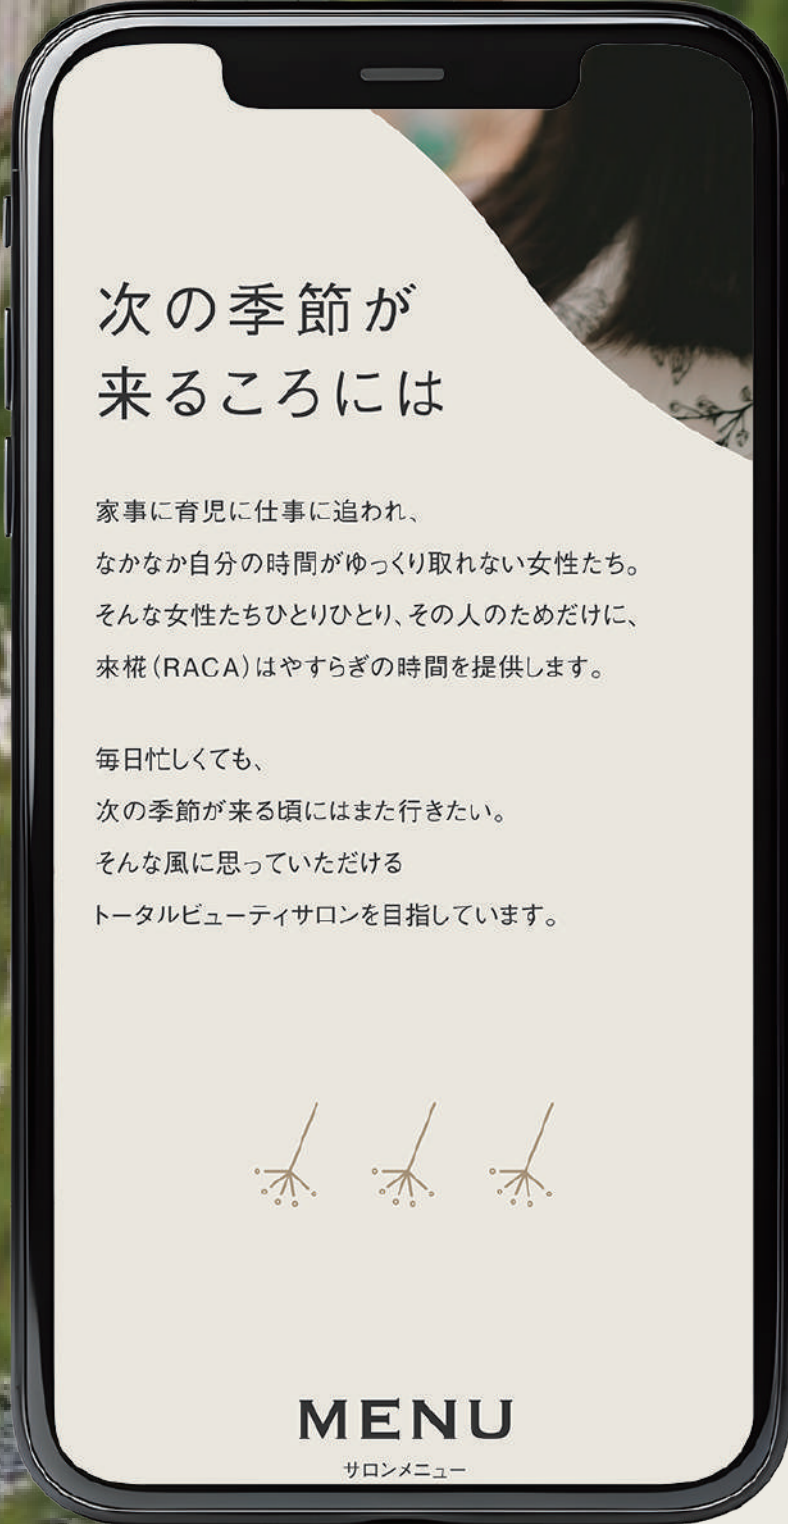 次の季節が
来るころには
家事に育児に仕事に追われ、
なかなか自分の時間がゆっくり取れない女性たち。
そんな女性たちひとりひとり、その人のためだけに、
來椛(RACA)はやすらぎの時間を提供します。
毎日忙しくても、
次の季節が来る頃にはまた行きたい。
そんな風に思っていただける
トータルビューティサロンを目指しています。
MENU
サロンメニュー